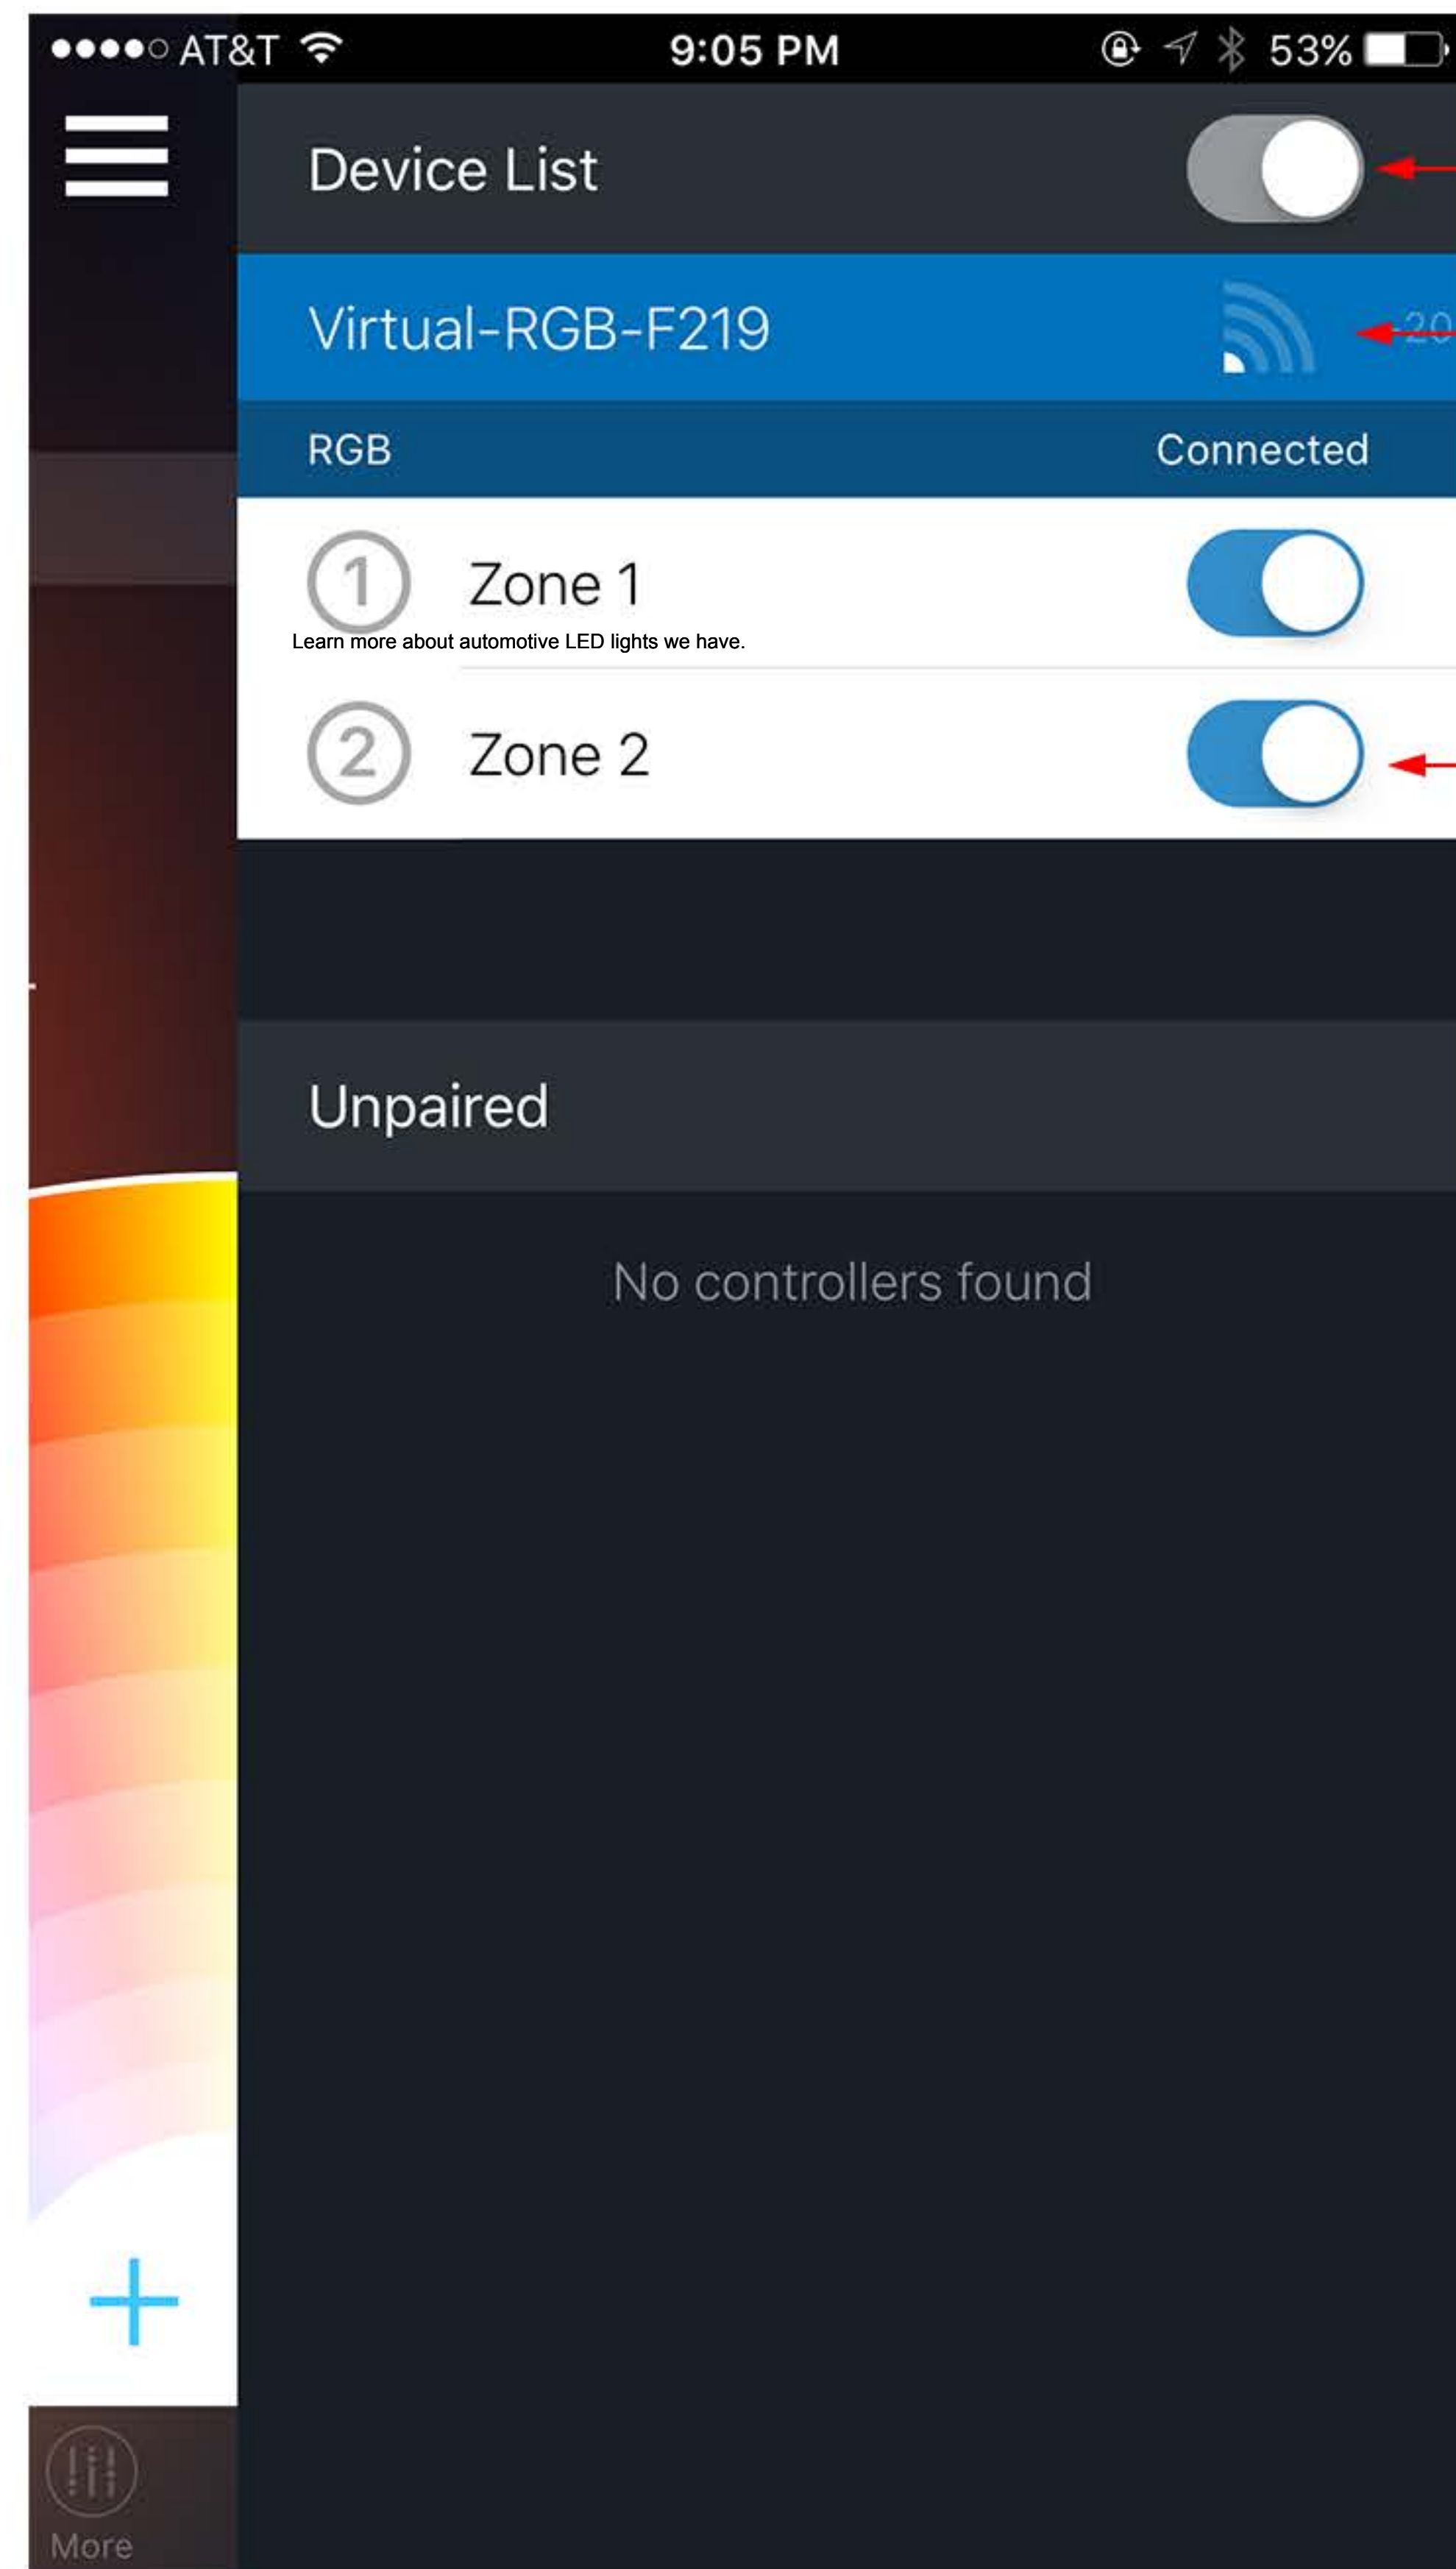 AT&T 9:05 PM 53%
Device List
Virtual-RGB-F219 -20
RGB Connected
1 Zone 1
Learn more about automotive LED lights we have.
2 Zone 2
Unpaired
No controllers found
More